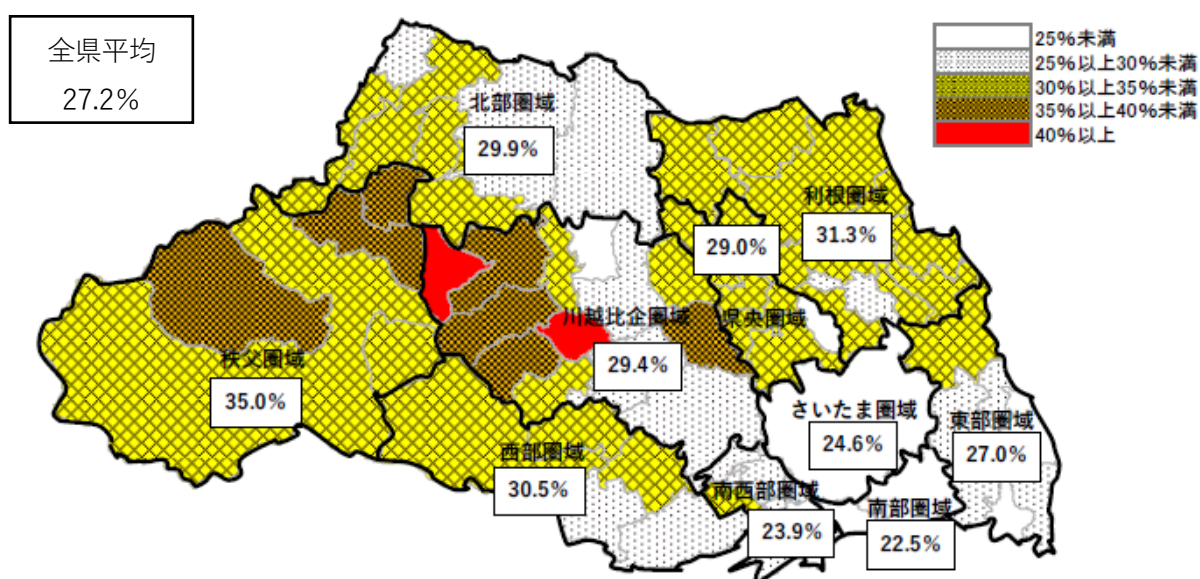 全県平均
27.2%
25%未満
25%以上30%未満
30%以上35%未満
35%以上40%未満
40%以上
北部圏域
29.9%
利根圏域
31.3%
29.0%
県央圏域
川越比企圏域
29.4%
秩父圏域
35.0%
さいたま圏域
24.6%
東部圏域
27.0%
西部圏域
30.5%
南西部圏域
23.9%
南部圏域
22.5%